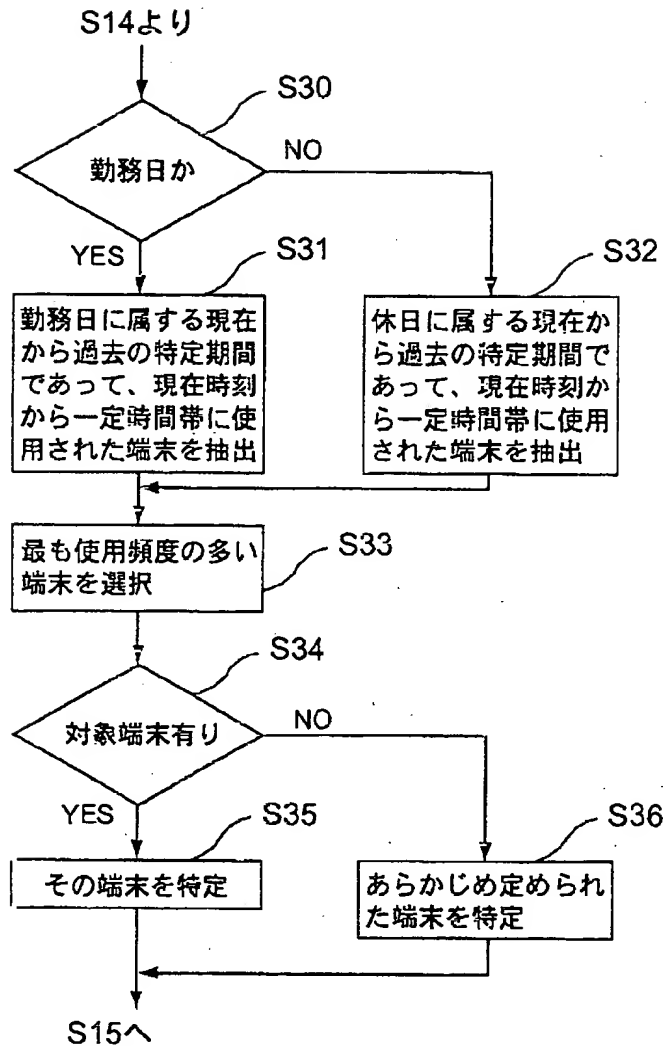 S14より
S30
勤務日か
NO
YES
S31
S32
勤務日に属する現在
から過去の特定期間
であって、現在時刻
から一定時間帯に使
用された端末を抽出
休日に属する現在か
ら過去の特定期間で
あって、現在時刻か
ら一定時間帯に使用
された端末を抽出
最も使用頻度の多い
端末を選択
S33
S34
対象端末有り
NO
YES
S35
S36
その端末を特定
あらかじめ定められ
た端末を特定
S15へ